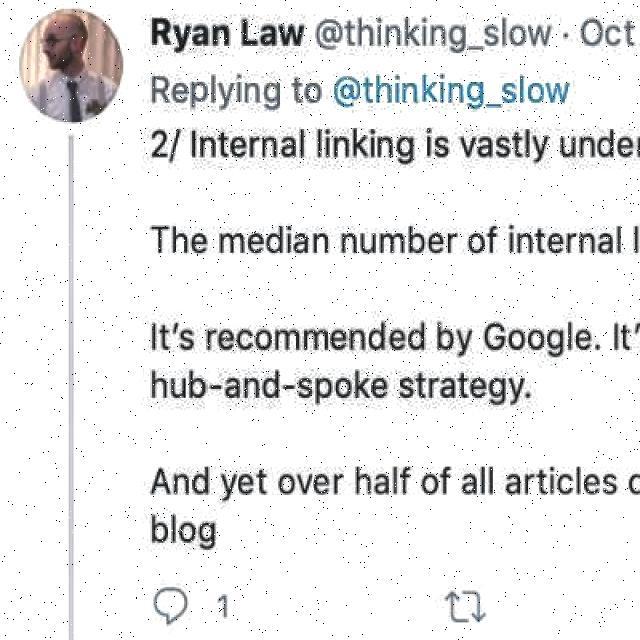 Ryan Law @thinking_slow · Oct
Replying to @thinking_slow
2/ Internal linking is vastly under
The median number of internal l
It’s recommended by Google. It’
hub-and-spoke strategy.
And yet over half of all articles
blog
1